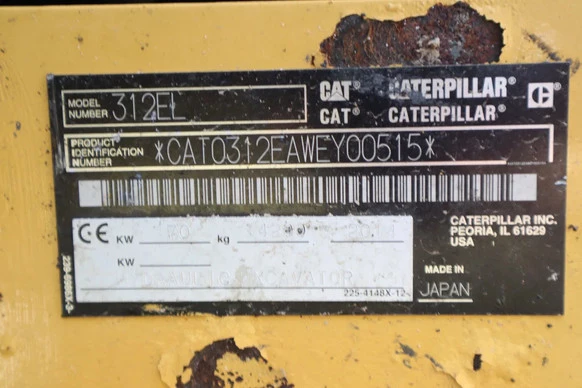 MODEL NUMBER 312EL
CAT® CATERPILLAR®
CAT® CATERPILLAR®
PRODUCT IDENTIFICATION NUMBER *CAT0312EAWEY00515*
CATERPILLAR INC.
PEORIA, IL 61629
USA
CE KW kg
KW
MADE IN JAPAN
225-4148X-12